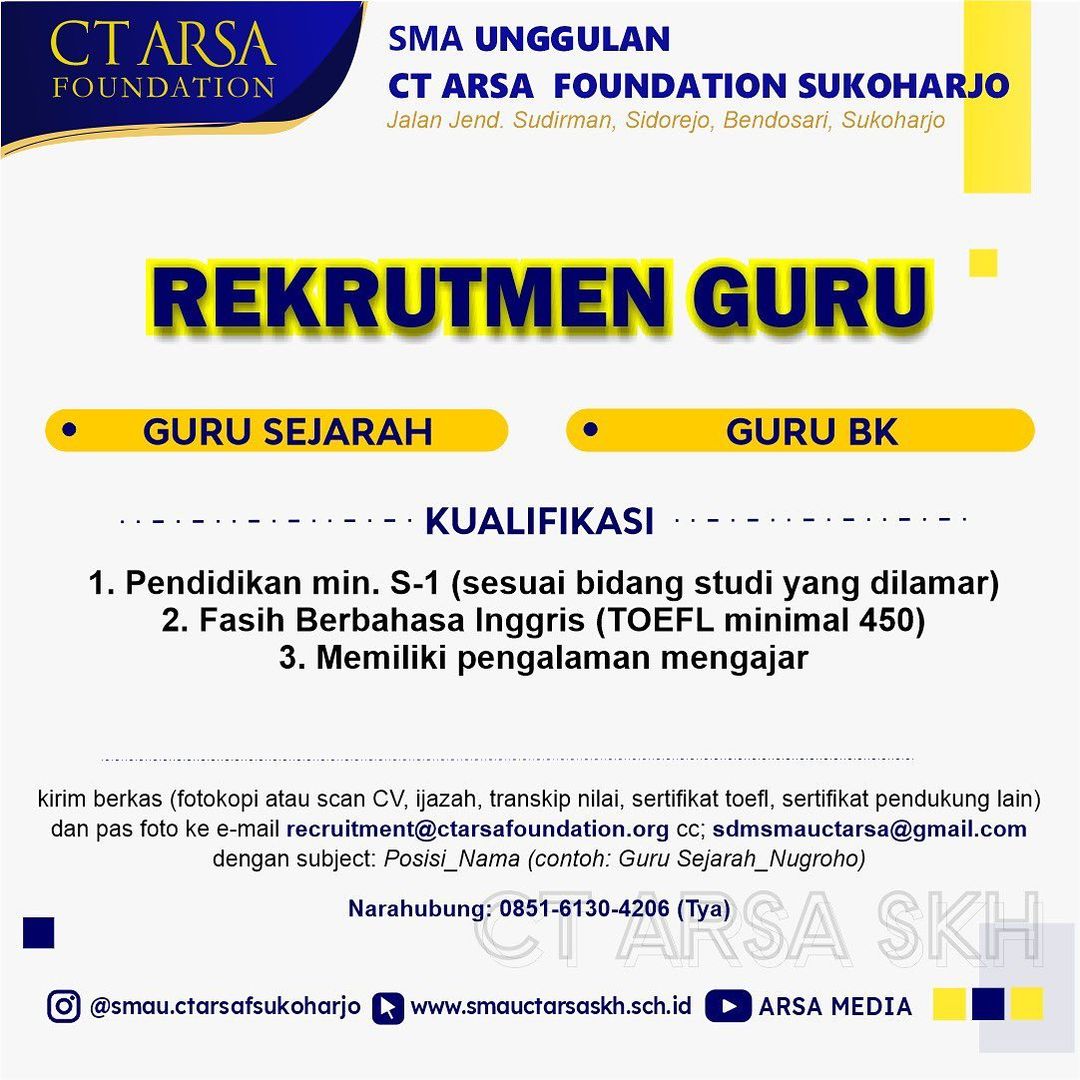 CT ARSA
FOUNDATION
SMA UNGGULAN
CT ARSA FOUNDATION SUKOHARJO
Jalan Jend. Sudirman, Sidorejo, Bendosari, Sukoharjo
REKRUTMEN GURU
• GURU SEJARAH
• GURU BK
KUALIFIKASI
1. Pendidikan min. S-1 (sesuai bidang studi yang dilamar)
2. Fasih Berbahasa Inggris (TOEFL minimal 450)
3. Memiliki pengalaman mengajar
kirim berkas (fotokopi atau scan CV, ijazah, transkip nilai, sertifikat toefl, sertifikat pendukung lain)
dan pas foto ke e-mail recruitment@ctarsafoundation.org cc; sdmsmauctarsa@gmail.com
dengan subject: Posisi_Nama (contoh: Guru Sejarah_Nugroho)
Narahubung: 0851-6130-4206 (Tya)
CT ARSA SKH
@smau.ctarsafsukoharjo www.smauctarsaskh.sch.id ARSA MEDIA